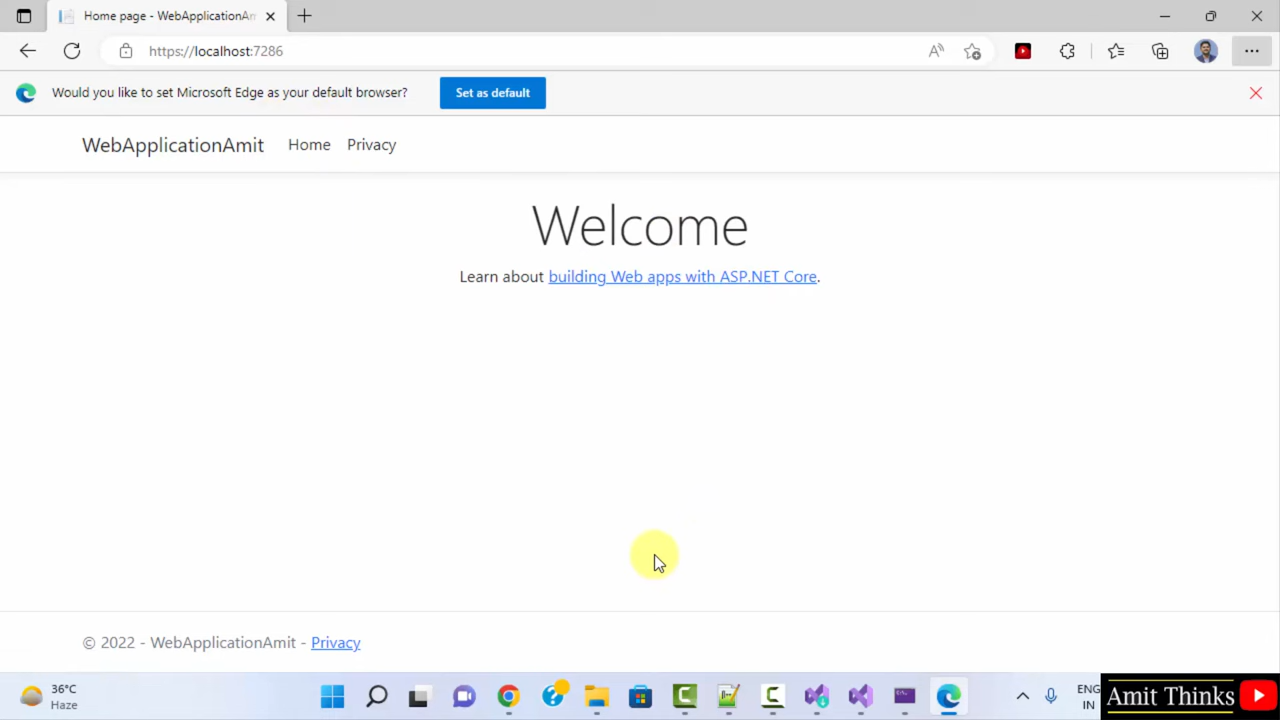 Home page - WebApplicationAm
https://localhost:7286
Would you like to set Microsoft Edge as your default browser?
Set as default
WebApplicationAmit Home Privacy
Welcome
Learn about building Web apps with ASP.NET Core.
© 2022 - WebApplicationAmit - Privacy
36°C
Haze
ENG
IN
Amit Thinks